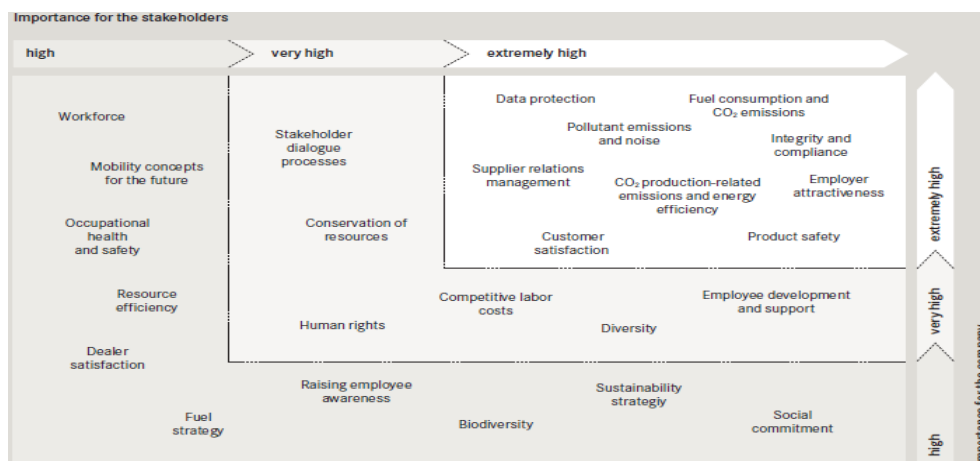 Importance for the stakeholders
high
very high
extremely high
Data protection
Fuel consumption and
CO₂ emissions
Workforce
Pollutant emissions
and noise
Stakeholder
dialogue
processes
Integrity and
compliance
Mobility concepts
for the future
Supplier relations
management
CO₂ production-related
emissions and energy
efficiency
Employer
attractiveness
Occupational
health
and safety
Conservation of
resources
Customer
satisfaction
Product safety
Resource
efficiency
Competitive labor
costs
Employee development
and support
Human rights
Diversity
Dealer
satisfaction
Raising employee
awareness
Sustainability
strategiy
Fuel
strategy
Biodiversity
Social
commitment
extremely high
very high
high
for the company